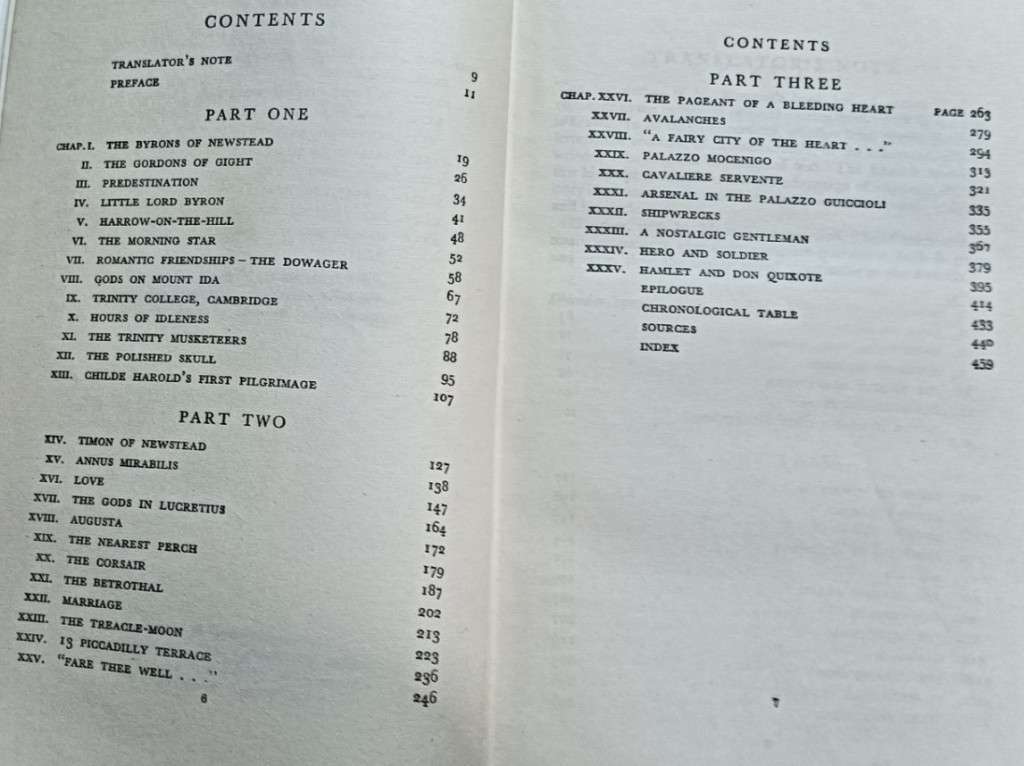 CONTENTS
TRANSLATOR'S NOTE 9
PREFACE 11
PART ONE
CHAP. I. THE BYRONS OF NEWSTEAD 19
II. THE GORDONS OF GIGHT 26
III. PREDESTINATION 34
IV. LITTLE LORD BYRON 41
V. HARROW-ON-THE-HILL 48
VI. THE MORNING STAR 52
VII. ROMANTIC FRIENDSHIPS – THE DOWAGER 58
VIII. GODS ON MOUNT IDA 67
IX. TRINITY COLLEGE, CAMBRIDGE 72
X. HOURS OF IDLENESS 78
XI. THE TRINITY MUSKETEERS 88
XII. THE POLISHED SKULL 95
XIII. CHILDE HAROLD'S FIRST PILGRIMAGE 107
PART TWO
XIV. TIMON OF NEWSTEAD 127
XV. ANNUS MIRABILIS 138
XVI. LOVE 147
XVII. THE GODS IN LUCRETIUS 164
XVIII. AUGUSTA 172
XIX. THE NEAREST PERCH 179
XX. THE CORSAIR 187
XXI. THE BETROTHAL 202
XXII. MARRIAGE 213
XXIII. THE TREACLE-MOON 223
XXIV. 13 PICCADILLY TERRACE 236
XXV. "FARE THEE WELL . . ." 246
6
CONTENTS
PART THREE
CHAP. XXVI. THE PAGEANT OF A BLEEDING HEART PAGE 263
XXVII. AVALANCHES 279
XXVIII. "A FAIRY CITY OF THE HEART . . ." 294
XXIX. PALAZZO MOCENIGO 313
XXX. CAVALIERE SERVENTE 321
XXXI. ARSENAL IN THE PALAZZO GUICCIOLI 335
XXXII. SHIPWRECKS 355
XXXIII. A NOSTALGIC GENTLEMAN 367
XXXIV. HERO AND SOLDIER 379
XXXV. HAMLET AND DON QUIXOTE 395
EPILOGUE 414
CHRONOLOGICAL TABLE 433
SOURCES 440
INDEX 459
7